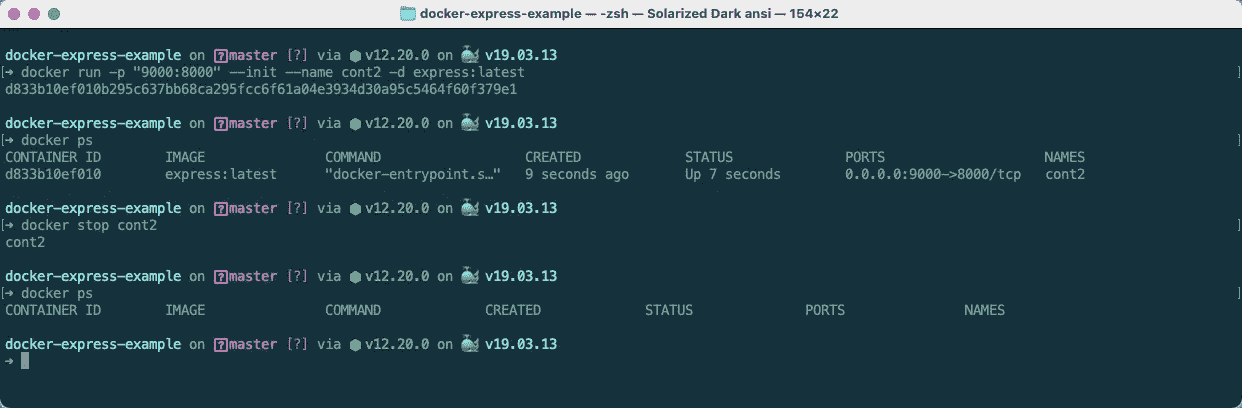 docker-express-example — -zsh — Solarized Dark ansi — 154×22
docker-express-example on ?master [?] via v12.20.0 on v19.03.13
[➜ docker run -p "9000:8000" --init --name cont2 -d express:latest ]
d833b10ef010b295c637bb68ca295fcc6f61a04e3934d30a95c5464f60f379e1
docker-express-example on ?master [?] via v12.20.0 on v19.03.13
[➜ docker ps ]
CONTAINER ID IMAGE COMMAND CREATED STATUS PORTS NAMES
d833b10ef010 express:latest "docker-entrypoint.s…" 9 seconds ago Up 7 seconds 0.0.0.0:9000->8000/tcp cont2
docker-express-example on ?master [?] via v12.20.0 on v19.03.13
[➜ docker stop cont2 ]
cont2
docker-express-example on ?master [?] via v12.20.0 on v19.03.13
[➜ docker ps ]
CONTAINER ID IMAGE COMMAND CREATED STATUS PORTS NAMES
docker-express-example on ?master [?] via v12.20.0 on v19.03.13
➜